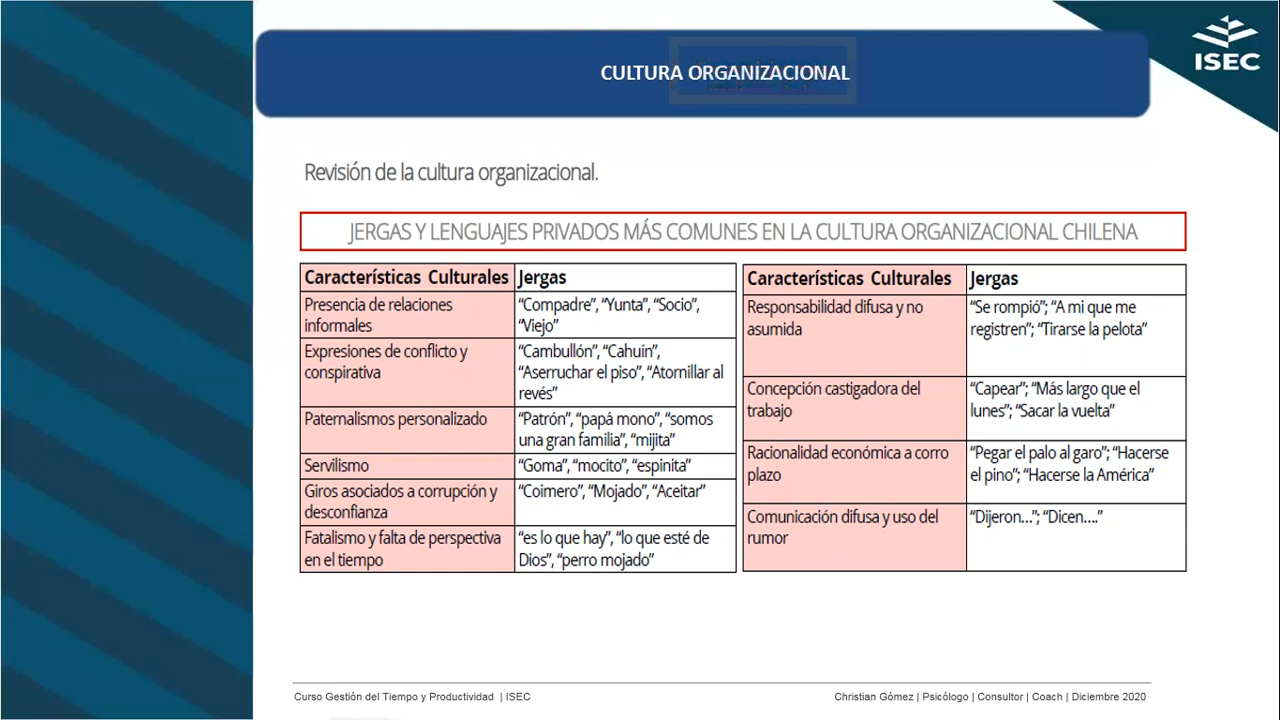 CULTURA ORGANIZACIONAL
ISEC
Revisión de la cultura organizacional.
JERGAS Y LENGUAJES PRIVADOS MÁS COMUNES EN LA CULTURA ORGANIZACIONAL CHILENA
Características Culturales Jergas
Presencia de relaciones “Compadre”, “Yunta”, “Socio”,
informales “Viejo”
Expresiones de conflicto y “Cambullón”, “Cahuín”,
conspirativa “Aserruchar el piso”, “Atornillar al
revés”
Paternalismos personalizado “Patrón”, “papá mono”, “somos
una gran familia”, “mijita”
Servilismo “Goma”, “mocito”, “espinita”
Giros asociados a corrupción y “Coimero”, “Mojado”, “Aceitar”
desconfianza
Fatalismo y falta de perspectiva “es lo que hay”, “lo que esté de
en el tiempo Dios”, “perro mojado”
Características Culturales Jergas
Responsabilidad difusa y no “Se rompió”; “A mi que me
asumida registren”; “Tirarse la pelota”
Concepción castigadora del “Capear”; “Más largo que el
trabajo lunes”; “Sacar la vuelta”
Racionalidad económica a corro “Pegar el palo al garo”; “Hacerse
plazo el pino”; “Hacerse la América”
Comunicación difusa y uso del “Dijeron…”; “Dicen….”
rumor
Curso Gestión del Tiempo y Productividad | ISEC
Christian Gómez | Psicólogo | Consultor | Coach | Diciembre 2020